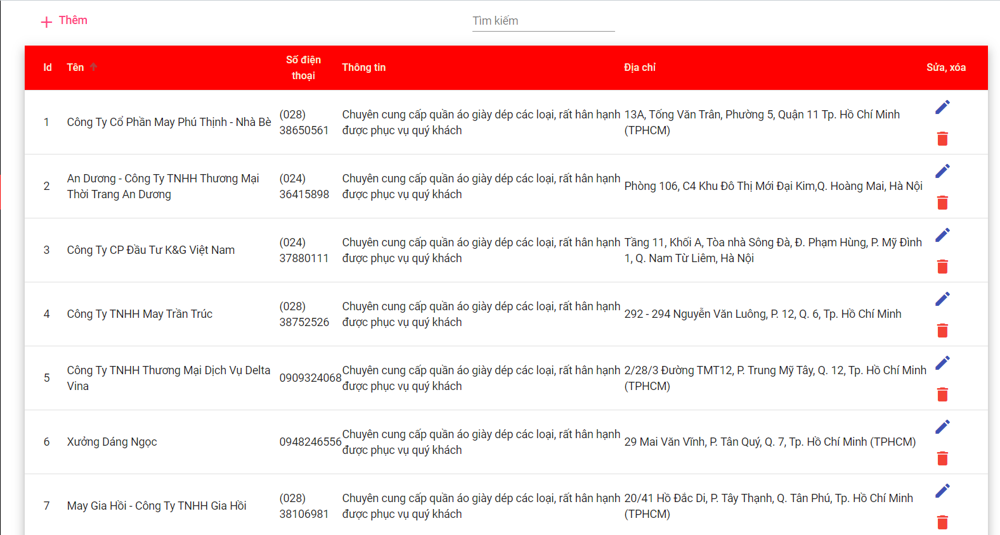 Thêm
Tìm kiếm
Id
Tên
Số điện
thoại
Thông tin
Địa chỉ
Sửa, xóa
1
Công Ty Cổ Phần May Phú Thịnh - Nhà Bè
(028)
38650561
Chuyên cung cấp quần áo giày dép các loại, rất hân hạnh
được phục vụ quý khách
13A, Tống Văn Trân, Phường 5, Quận 11 Tp. Hồ Chí Minh
(TPHCM)
2
An Dương - Công Ty TNHH Thương Mại
Thời Trang An Dương
(024)
36415898
Chuyên cung cấp quần áo giày dép các loại, rất hân hạnh
được phục vụ quý khách
Phòng 106, C4 Khu Đô Thị Mới Đại Kim,Q. Hoàng Mai, Hà Nội
3
Công Ty CP Đầu Tư K&G Việt Nam
(024)
37880111
Chuyên cung cấp quần áo giày dép các loại, rất hân hạnh
được phục vụ quý khách
Tầng 11, Khối A, Tòa nhà Sông Đà, Đ. Phạm Hùng, P. Mỹ Đình
1, Q. Nam Từ Liêm, Hà Nội
4
Công Ty TNHH May Trần Trúc
(028)
38752526
Chuyên cung cấp quần áo giày dép các loại, rất hân hạnh
được phục vụ quý khách
292 - 294 Nguyễn Văn Luông, P. 12, Q. 6, Tp. Hồ Chí Minh
5
Công Ty TNHH Thương Mại Dịch Vụ Delta
Vina
0909324068
Chuyên cung cấp quần áo giày dép các loại, rất hân hạnh
được phục vụ quý khách
2/28/3 Đường TMT12, P. Trung Mỹ Tây, Q. 12, Tp. Hồ Chí Minh
(TPHCM)
6
Xưởng Dáng Ngọc
0948246556
Chuyên cung cấp quần áo giày dép các loại, rất hân hạnh
được phục vụ quý khách
29 Mai Văn Vĩnh, P. Tân Quý, Q. 7, Tp. Hồ Chí Minh (TPHCM)
7
May Gia Hồi - Công Ty TNHH Gia Hồi
(028)
38106981
Chuyên cung cấp quần áo giày dép các loại, rất hân hạnh
được phục vụ quý khách
20/41 Hồ Đắc Di, P. Tây Thạnh, Q. Tân Phú, Tp. Hồ Chí Minh
(TPHCM)